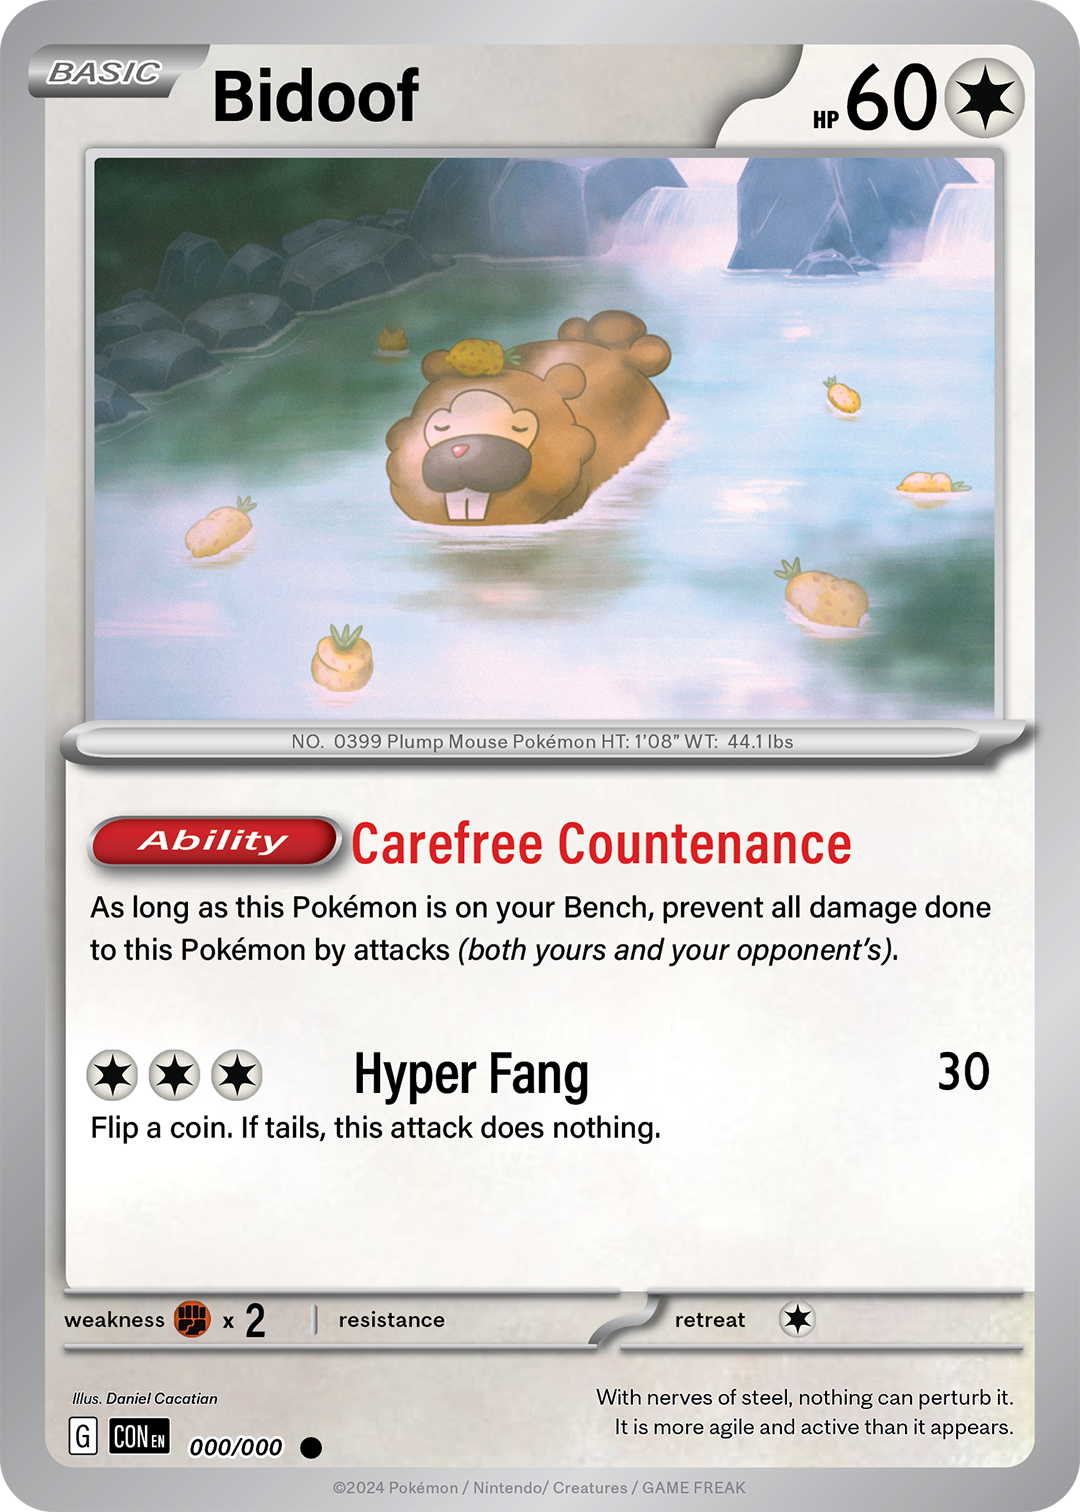 BASIC
Bidoof
HP 60
NO. 0399 Plump Mouse Pokémon HT: 1'08" WT: 44.1 lbs
Ability Carefree Countenance
As long as this Pokémon is on your Bench, prevent all damage done
to this Pokémon by attacks (both yours and your opponent's).
Hyper Fang 30
Flip a coin. If tails, this attack does nothing.
weakness x 2 resistance retreat
Illus. Daniel Cacatian
With nerves of steel, nothing can perturb it.
It is more agile and active than it appears.
G CON EN 000/000
©2024 Pokémon / Nintendo/ Creatures / GAME FREAK